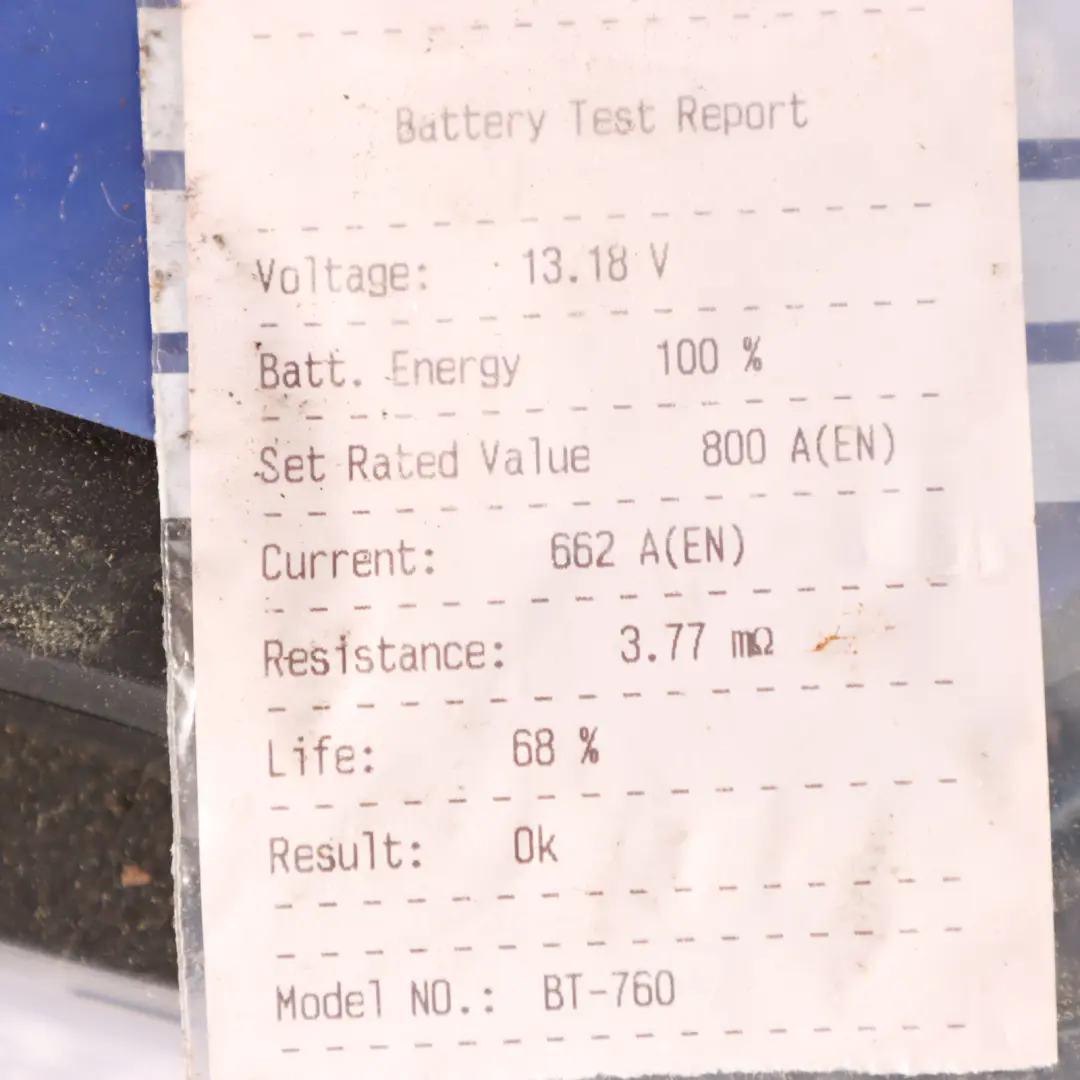 Battery Test Report
Voltage: 13.18 V
Batt. Energy 100 %
Set Rated Value 800 A(EN)
Current: 662 A(EN)
Resistance: 3.77 mΩ
Life: 68 %
Result: Ok
Model NO.: BT-760